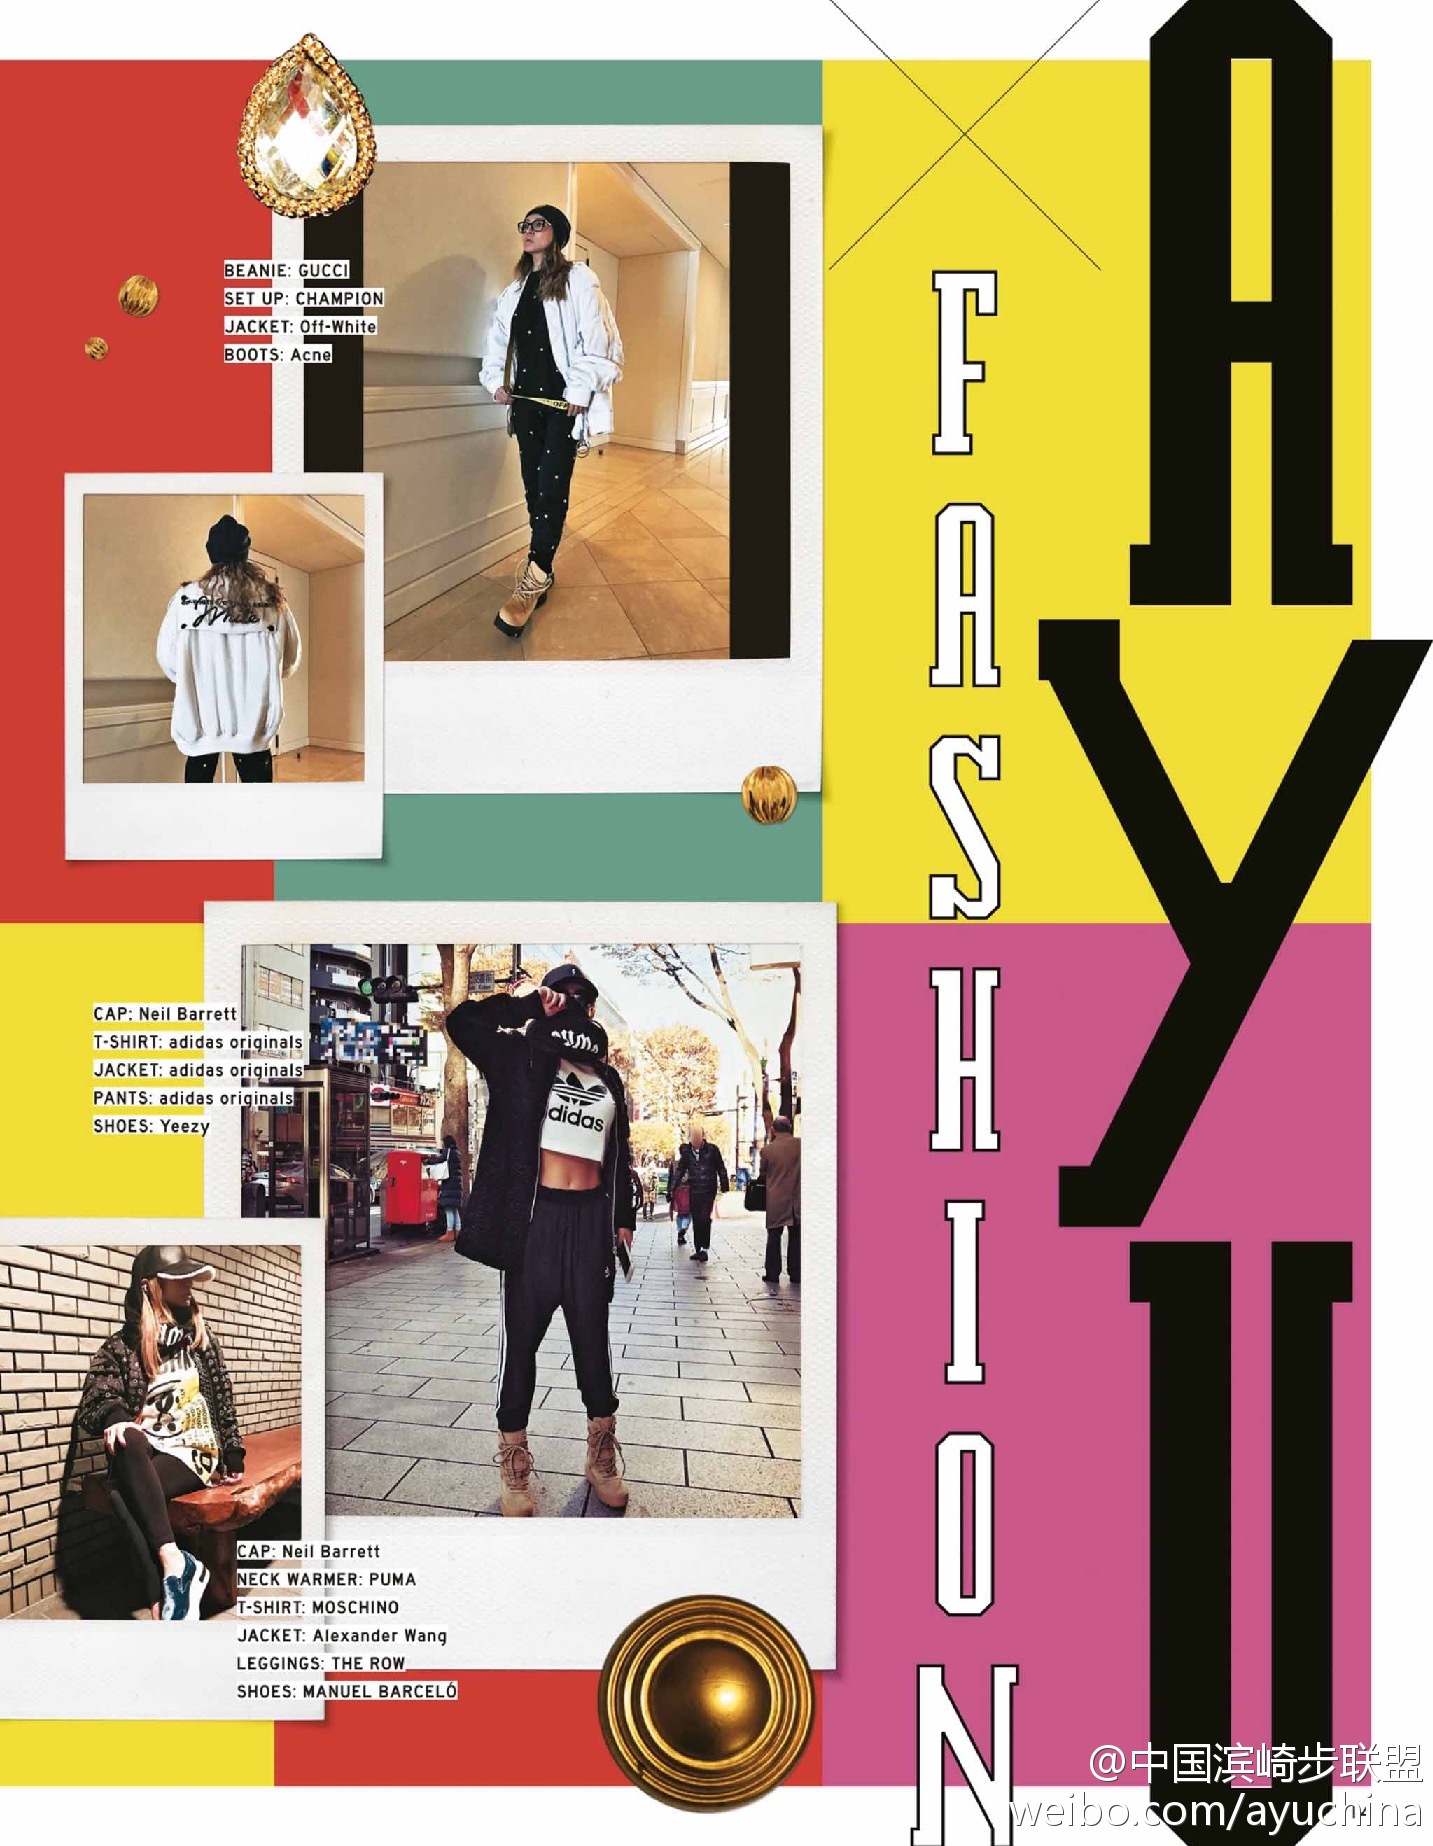 BEANIE: GUCCI
SET UP: CHAMPION
JACKET: Off-White
BOOTS: Acne
CAP: Neil Barrett
T-SHIRT: adidas originals
JACKET: adidas originals
PANTS: adidas originals
SHOES: Yeezy
adidas
CAP: Neil Barrett
NECK WARMER: PUMA
T-SHIRT: MOSCHINO
JACKET: Alexander Wang
LEGGINGS: THE ROW
SHOES: MANUEL BARCELÓ
FASHION
AYU
@中国滨崎步联盟
weibo.com/ayuchina